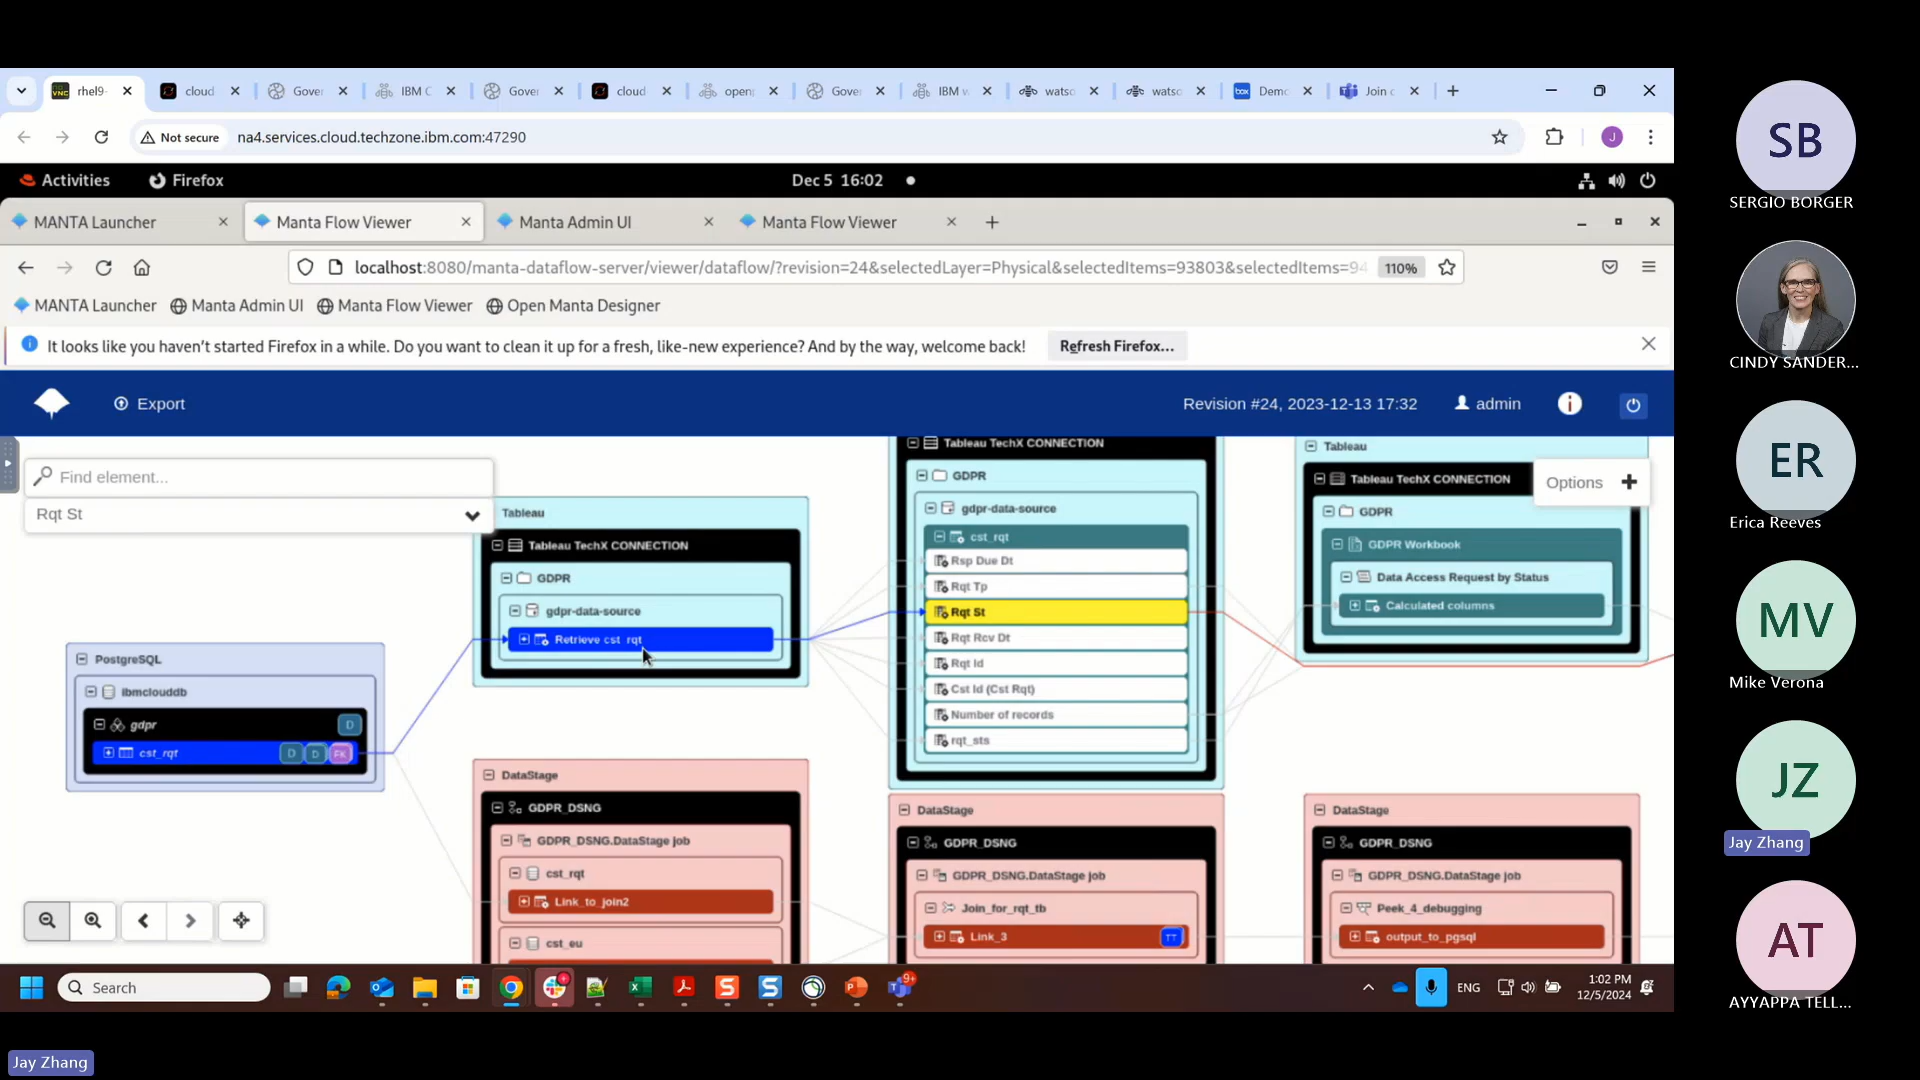 rhel9-
cloud
Gover
IBM C
Gover
cloud
open
Gove
IBM w
watso
watso
Demo
Join c
Not secure
na4.services.cloud.techzone.ibm.com:47290
J
Activities
Firefox
Dec 5 16:02
MANTA Launcher
Manta Flow Viewer
Manta Admin UI
Manta Flow Viewer
localhost:8080/manta-dataflow-server/viewer/dataflow/?revision=24&selectedLayer=Physical&selectedItems=93803&selectedItems=94
110%
MANTA Launcher
Manta Admin UI
Manta Flow Viewer
Open Manta Designer
It looks like you haven't started Firefox in a while. Do you want to clean it up for a fresh, like-new experience? And by the way, welcome back!
Refresh Firefox...
Export
Revision #24, 2023-12-13 17:32
admin
Find element...
Rqt St
Options
PostgreSQL
ibmclouddb
gdpr
D
cst_rqt
D
D
FK
Tableau
Tableau TechX CONNECTION
GDPR
gdpr-data-source
Retrieve cst_rqt
DataStage
GDPR_DSNG
GDPR_DSNG.DataStage job
cst_rqt
Link_to_join2
cst_eu
Tableau TechX CONNECTION
GDPR
gdpr-data-source
cst_rqt
Rsp Due Dt
Rqt Tp
Rqt St
Rqt Rcv Dt
Rqt Id
Cst Id (Cst Rqt)
Number of records
rqt_sts
DataStage
GDPR_DSNG
GDPR_DSNG.DataStage job
Join_for_rqt_tb
Link_3
TT
Tableau
Tableau TechX CONNECTION
GDPR
GDPR Workbook
Data Access Request by Status
Calculated columns
DataStage
GDPR_DSNG
GDPR_DSNG.DataStage job
Peek_4_debugging
output_to_pgsql
Search
9+
ENG
1:02 PM
12/5/2024
SB
SERGIO BORGER
CINDY SANDER...
ER
Erica Reeves
MV
Mike Verona
JZ
Jay Zhang
AT
AYYAPPA TELL...
Jay Zhang